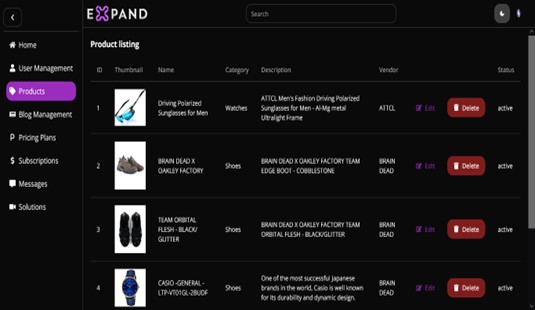 EXPAND
Search
Home
User Management
Products
Blog Management
Pricing Plans
Subscriptions
Messages
Solutions
Product listing
ID Thumbnail Name Category Description Vendor Status
1 Driving Polarized Sunglasses for Men Watches ATTCL Men's Fashion Driving Polarized Sunglasses for Men - Al-Mg metal Ultralight Frame ATTCL Edit Delete active
2 BRAIN DEAD X OAKLEY FACTORY Shoes BRAIN DEAD X OAKLEY FACTORY TEAM EDGE BOOT - COBBLESTONE BRAIN DEAD Edit Delete active
3 TEAM ORBITAL FLESH - BLACK/ GLITTER Shoes BRAIN DEAD X OAKLEY FACTORY TEAM ORBITAL FLESH - BLACK/GLITTER BRAIN DEAD Edit Delete active
4 CASIO -GENERAL - LTP-VT01GL-2BUDF Shoes One of the most successful Japanese brands in the world, Casio is well known for its durability and dynamic design. BRAIN DEAD Edit Delete active